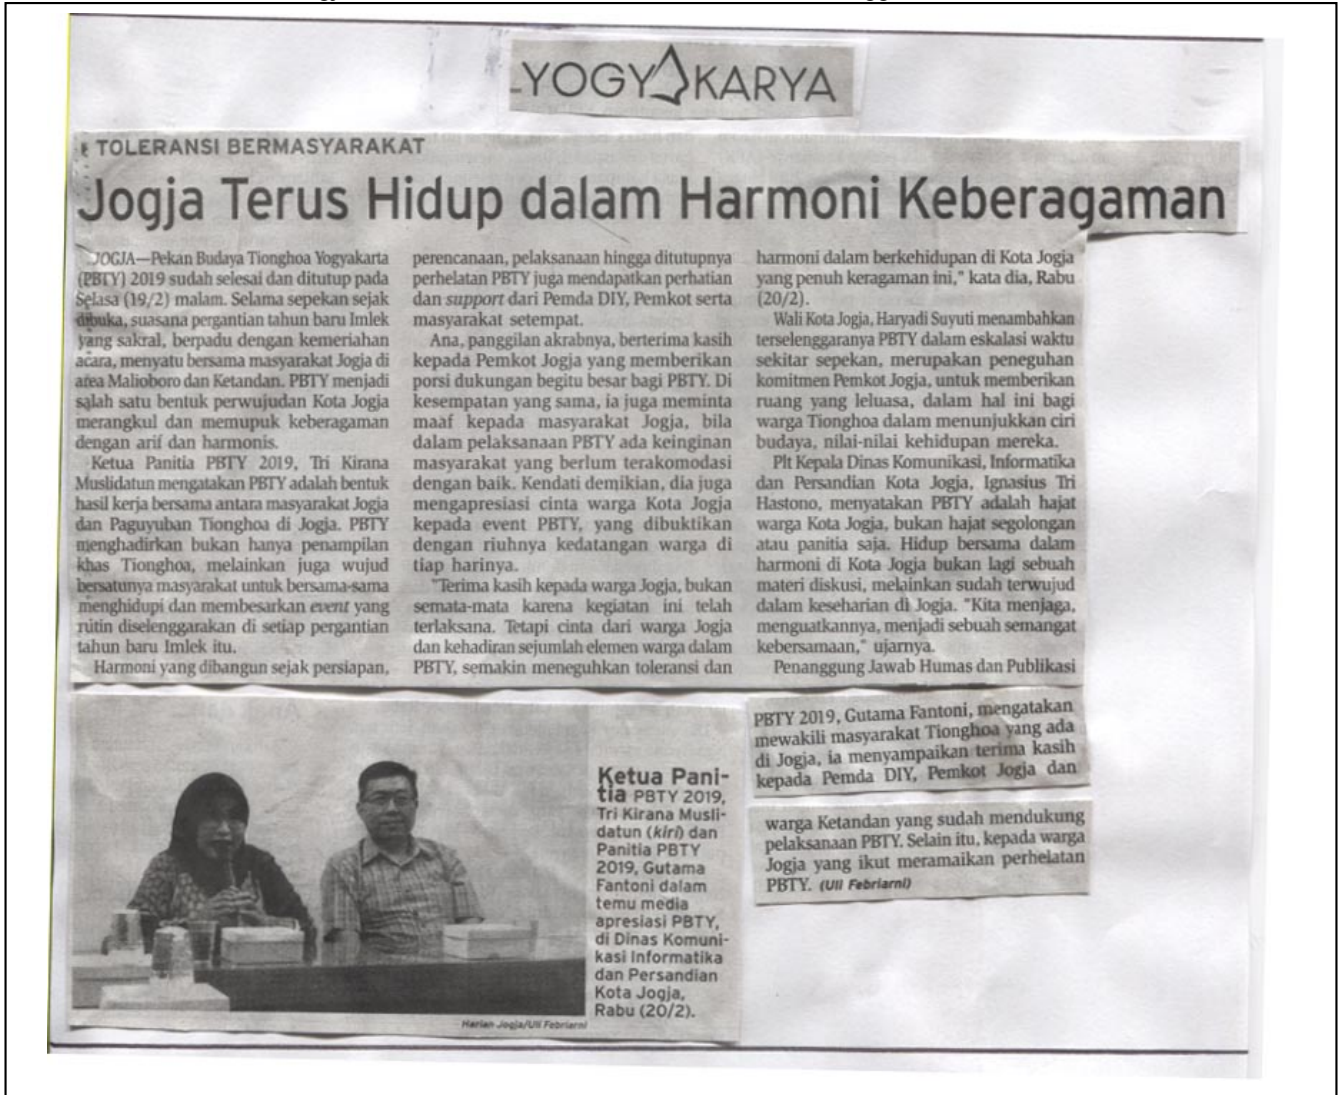 YOGYAKARYA
TOLERANSI BERMASYARAKAT
Jogja Terus Hidup dalam Harmoni Keberagaman
JOGJA—Pekan Budaya Tionghoa Yogyakarta
(PBTY) 2019 sudah selesai dan ditutup pada
Selasa (19/2) malam. Selama sepekan sejak
dibuka, suasana pergantian tahun baru Imlek
yang sakral, berpadu dengan kemeriahan
acara, menyatu bersama masyarakat Jogja di
area Malioboro dan Ketandan. PBTY menjadi
salah satu bentuk perwujudan Kota Jogja
merangkul dan memupuk keberagaman
dengan arif dan harmonis.
Ketua Panitia PBTY 2019, Tri Kirana
Muslidatun mengatakan PBTY adalah bentuk
hasil kerja bersama antara masyarakat Jogja
dan Paguyuban Tionghoa di Jogja. PBTY
menghadirkan bukan hanya penampilan
khas Tionghoa, melainkan juga wujud
bersatunya masyarakat untuk bersama-sama
menghidupi dan membesarkan event yang
rutin diselenggarakan di setiap pergantian
tahun baru Imlek itu.
Harmoni yang dibangun sejak persiapan,
perencanaan, pelaksanaan hingga ditutupnya
perhelatan PBTY juga mendapatkan perhatian
dan support dari Pemda DIY, Pemkot serta
masyarakat setempat.
Ana, panggilan akrabnya, berterima kasih
kepada Pemkot Jogja yang memberikan
porsi dukungan begitu besar bagi PBTY. Di
kesempatan yang sama, ia juga meminta
maaf kepada masyarakat Jogja, bila
dalam pelaksanaan PBTY ada keinginan
masyarakat yang berlum terakomodasi
dengan baik. Kendati demikian, dia juga
mengapresiasi cinta warga Kota Jogja
kepada event PBTY, yang dibuktikan
dengan riuhnya kedatangan warga di
tiap harinya.
"Terima kasih kepada warga Jogja, bukan
semata-mata karena kegiatan ini telah
terlaksana. Tetapi cinta dari warga Jogja
dan kehadiran sejumlah elemen warga dalam
PBTY, semakin meneguhkan toleransi dan
harmoni dalam berkehidupan di Kota Jogja
yang penuh keragaman ini," kata dia, Rabu
(20/2).
Wali Kota Jogja, Haryadi Suyuti menambahkan
terselenggaranya PBTY dalam eskalasi waktu
sekitar sepekan, merupakan peneguhan
komitmen Pemkot Jogja, untuk memberikan
ruang yang leluasa, dalam hal ini bagi
warga Tionghoa dalam menunjukkan ciri
budaya, nilai-nilai kehidupan mereka.
Plt Kepala Dinas Komunikasi, Informatika
dan Persandian Kota Jogja, Ignasius Tri
Hastono, menyatakan PBTY adalah hajat
warga Kota Jogja, bukan hajat segolongan
atau panitia saja. Hidup bersama dalam
harmoni di Kota Jogja bukan lagi sebuah
materi diskusi, melainkan sudah terwujud
dalam keseharian di Jogja. "Kita menjaga,
menguatkannya, menjadi sebuah semangat
kebersamaan," ujarnya.
Penanggung Jawab Humas dan Publikasi
PBTY 2019, Gutama Fantoni, mengatakan
mewakili masyarakat Tionghoa yang ada
di Jogja, ia menyampaikan terima kasih
kepada Pemda DIY, Pemkot Jogja dan
warga Ketandan yang sudah mendukung
pelaksanaan PBTY. Selain itu, kepada warga
Jogja yang ikut meramaikan perhelatan
PBTY. (Uli Febriarni)
Ketua Pani-
tia PBTY 2019,
Tri Kirana Musli-
datun (kiri) dan
Panitia PBTY
2019, Gutama
Fantoni dalam
temu media
apresiasi PBTY,
di Dinas Komuni-
kasi Informatika
dan Persandian
Kota Jogja,
Rabu (20/2).
Harian Jogja/Uli Febriarni